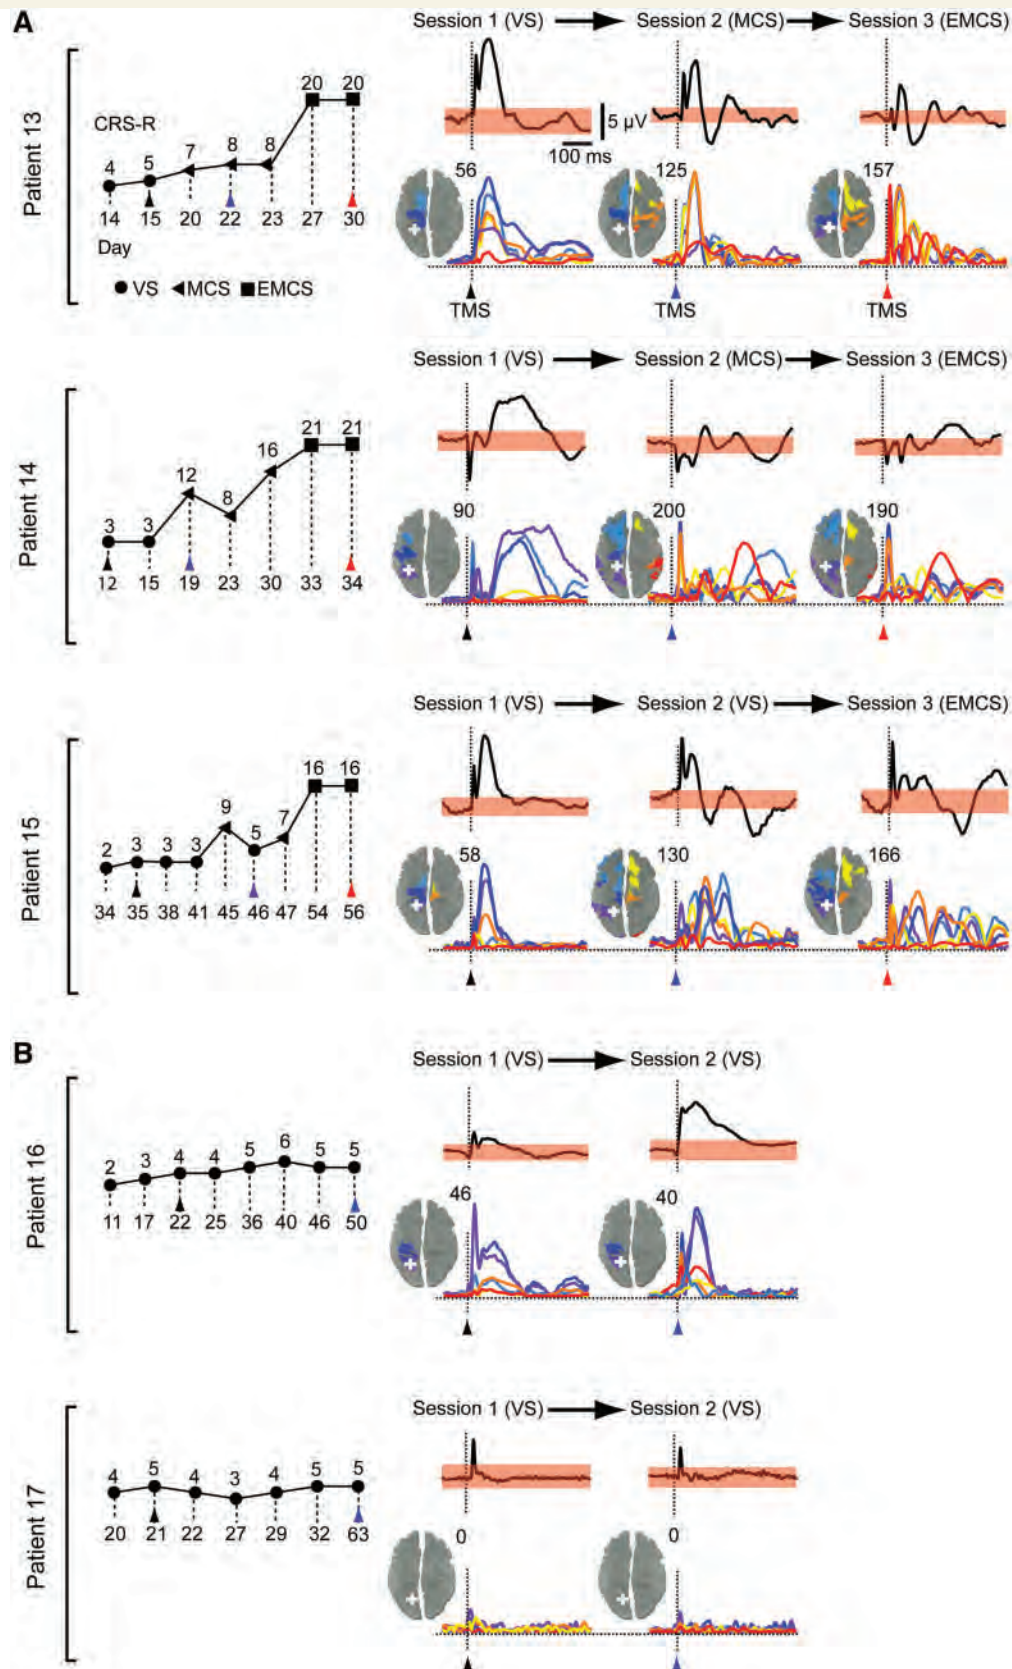 A
Session 1 (VS) Session 2 (MCS) Session 3 (EMCS)
Patient 13
CRS-R
4 5 7 8 8 20 20
14 15 20 22 23 27 30
Day
VS MCS EMCS
5 µV
100 ms
56 125 157
TMS TMS TMS
Session 1 (VS) Session 2 (MCS) Session 3 (EMCS)
Patient 14
3 3 12 8 16 21 21
12 15 19 23 30 33 34
90 200 190
Session 1 (VS) Session 2 (VS) Session 3 (EMCS)
Patient 15
2 3 3 3 9 5 7 16 16
34 35 38 41 45 46 47 54 56
58 130 166
B
Session 1 (VS) Session 2 (VS)
Patient 16
2 3 4 4 5 6 5 5
11 17 22 25 36 40 46 50
46 40
Session 1 (VS) Session 2 (VS)
Patient 17
4 5 4 3 4 5 5
20 21 22 27 29 32 63
0 0